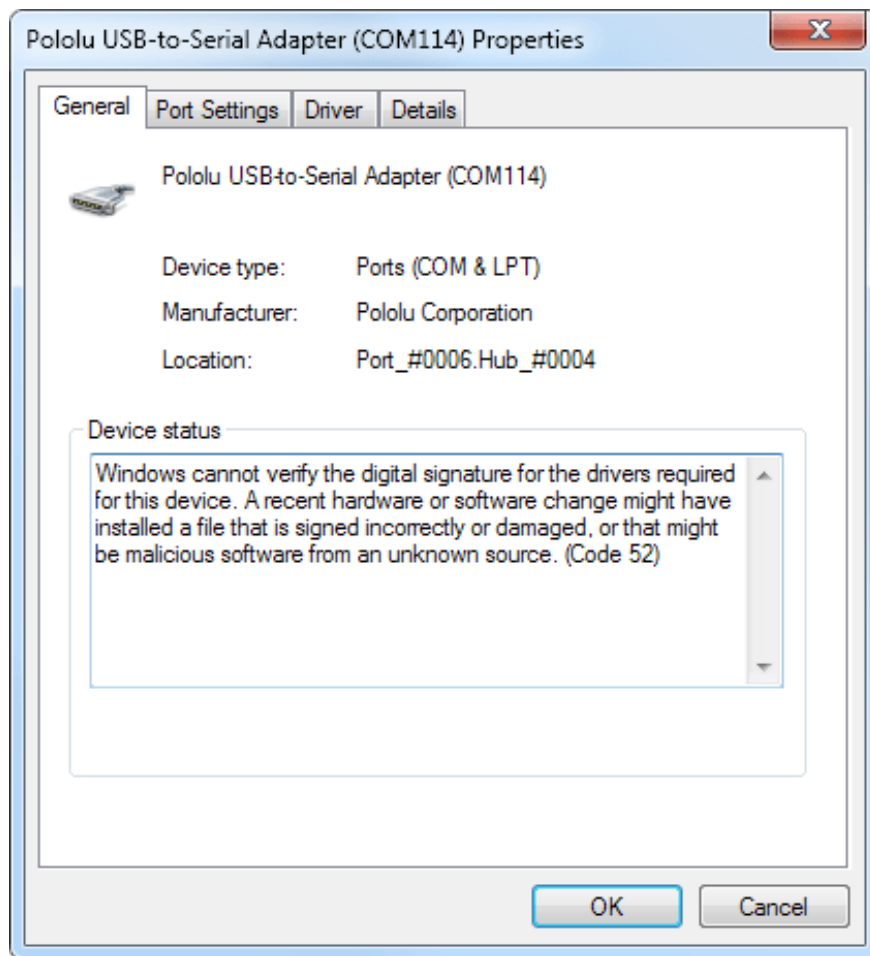 Pololu USB-to-Serial Adapter (COM114) Properties
General Port Settings Driver Details
Pololu USB-to-Serial Adapter (COM114)
Device type: Ports (COM & LPT)
Manufacturer: Pololu Corporation
Location: Port_#0006.Hub_#0004
Device status
Windows cannot verify the digital signature for the drivers required
for this device. A recent hardware or software change might have
installed a file that is signed incorrectly or damaged, or that might
be malicious software from an unknown source. (Code 52)
OK Cancel